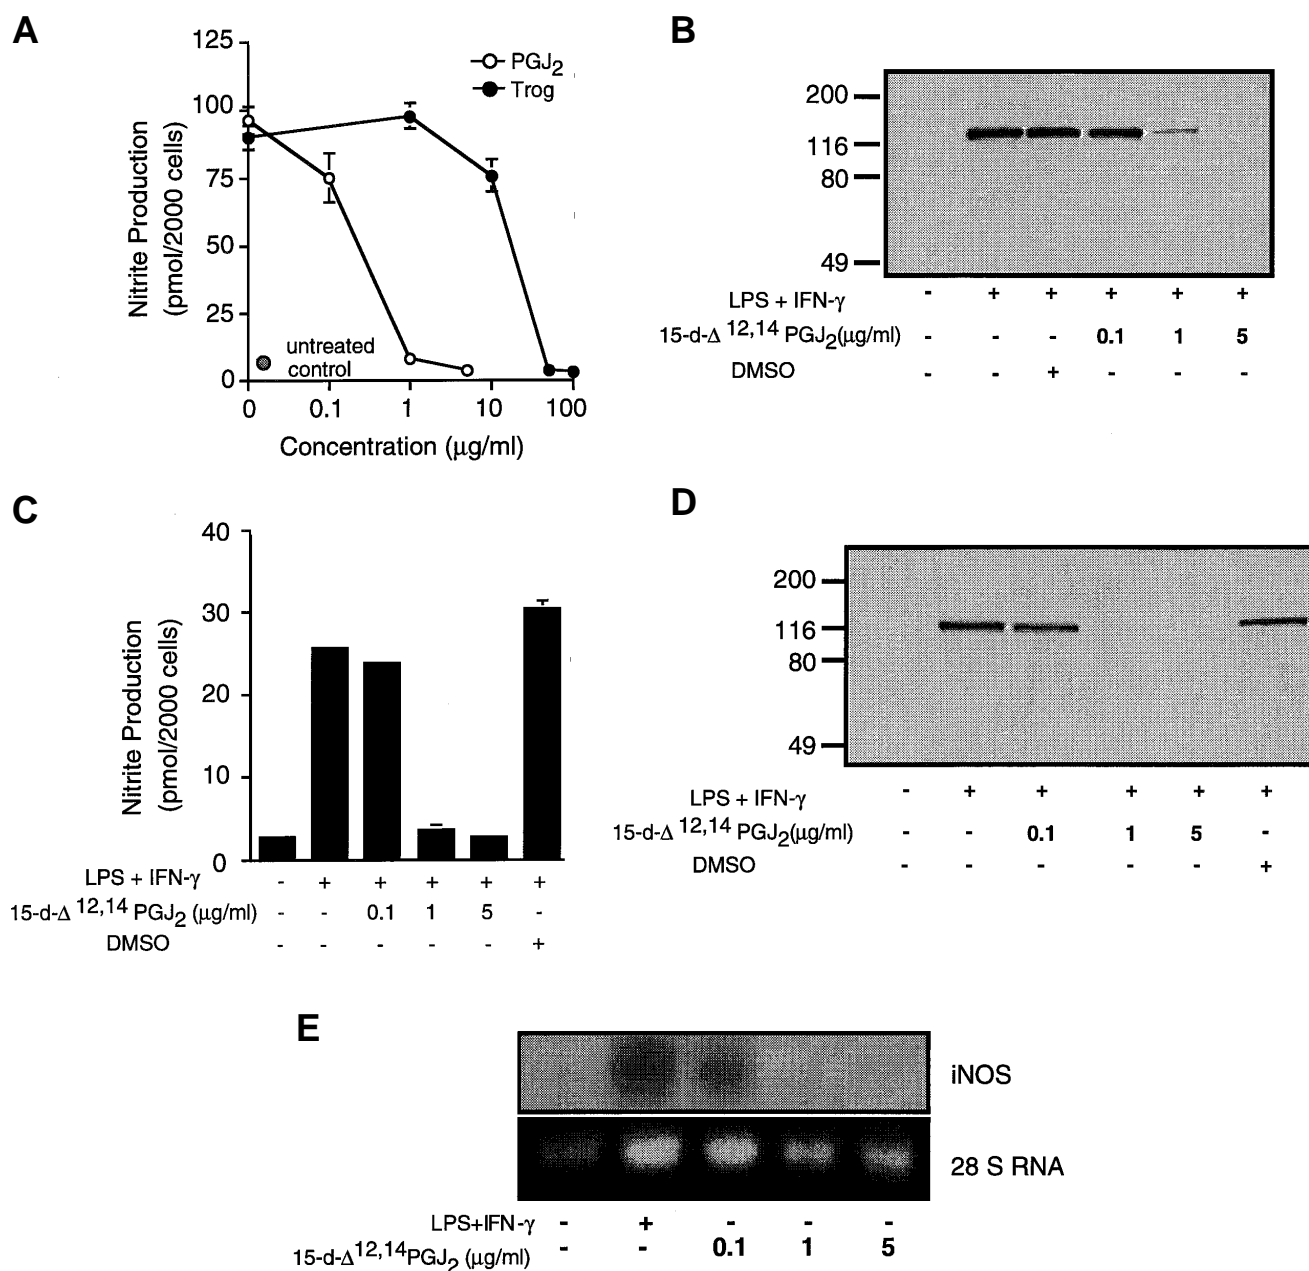 A
125
100
75
50
25
0
Nitrite Production
(pmol/2000 cells)
PGJ2
Trog
untreated
control
0 0.1 1 10 100
Concentration (μg/ml)
B
200
116
80
49
LPS + IFN-γ - + + + + +
15-d-Δ 12,14 PGJ2(μg/ml) - - - 0.1 1 5
DMSO - - + - - -
C
40
30
20
10
0
Nitrite Production
(pmol/2000 cells)
LPS + IFN-γ - + + + + +
15-d-Δ 12,14 PGJ2 (μg/ml) - - 0.1 1 5 -
DMSO - - - - - +
D
200
116
80
49
LPS + IFN-γ - + + + + +
15-d-Δ 12,14 PGJ2(μg/ml) - - 0.1 1 5 -
DMSO - - - - - +
E
iNOS
28 S RNA
LPS+IFN-γ - + - - -
15-d-Δ12,14PGJ2 (μg/ml) - - 0.1 1 5